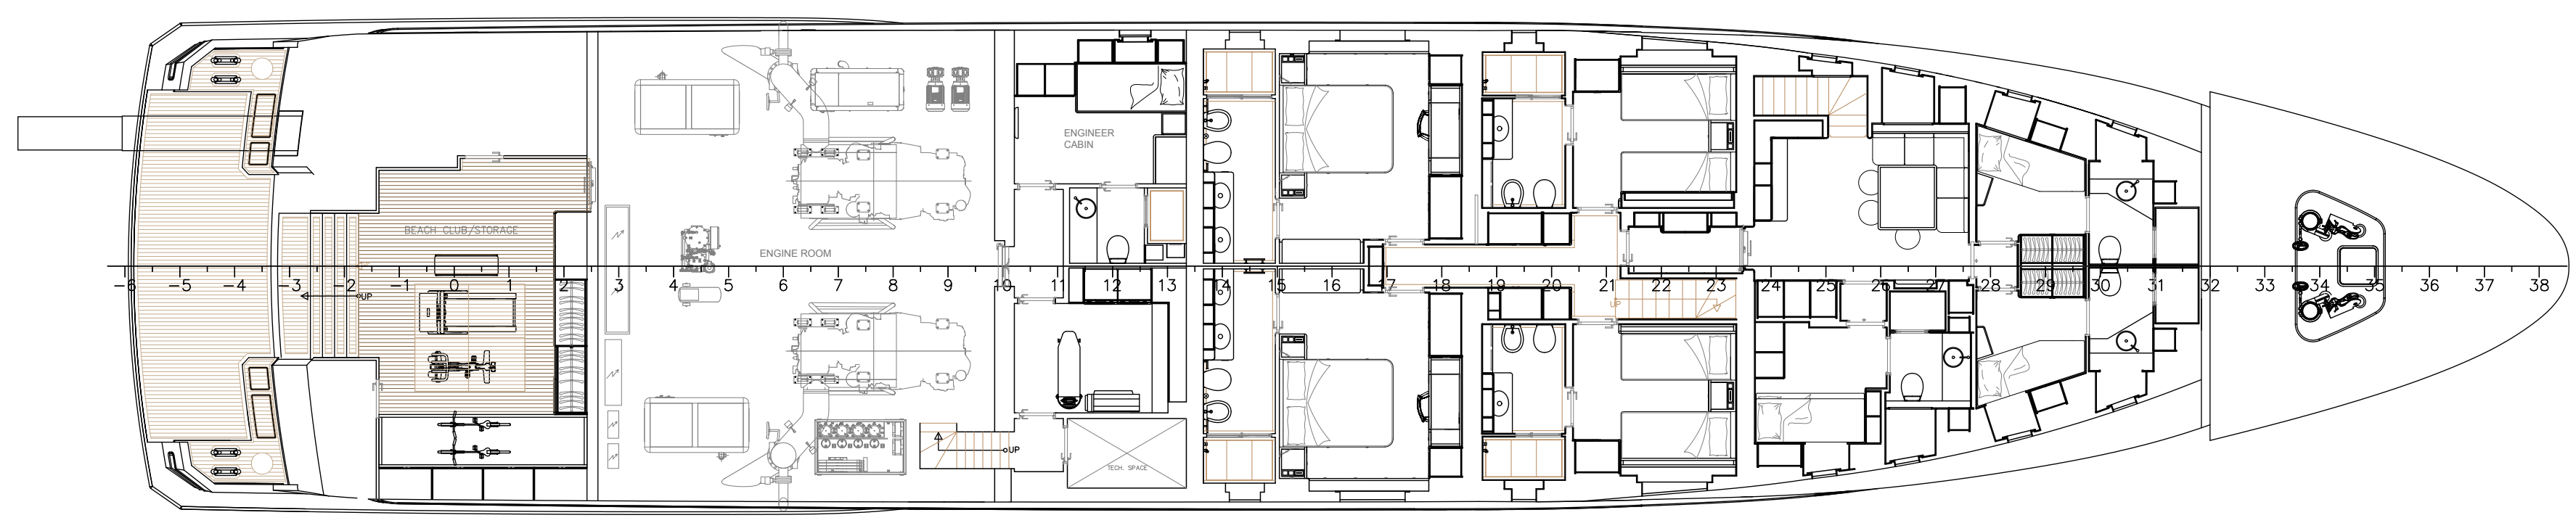 ENGINEER
CABIN
BEACH CLUB/STORAGE
ENGINE ROOM
-6 -5 -4 -3 -2 -1 0 1 2 3 4 5 6 7 8 9 10 11 12 13 14 15 16 17 18 19 20 21 22 23 24 25 26 27 28 29 30 31 32 33 34 35 36 37 38
UP
UP
UP
TECH. SPACE